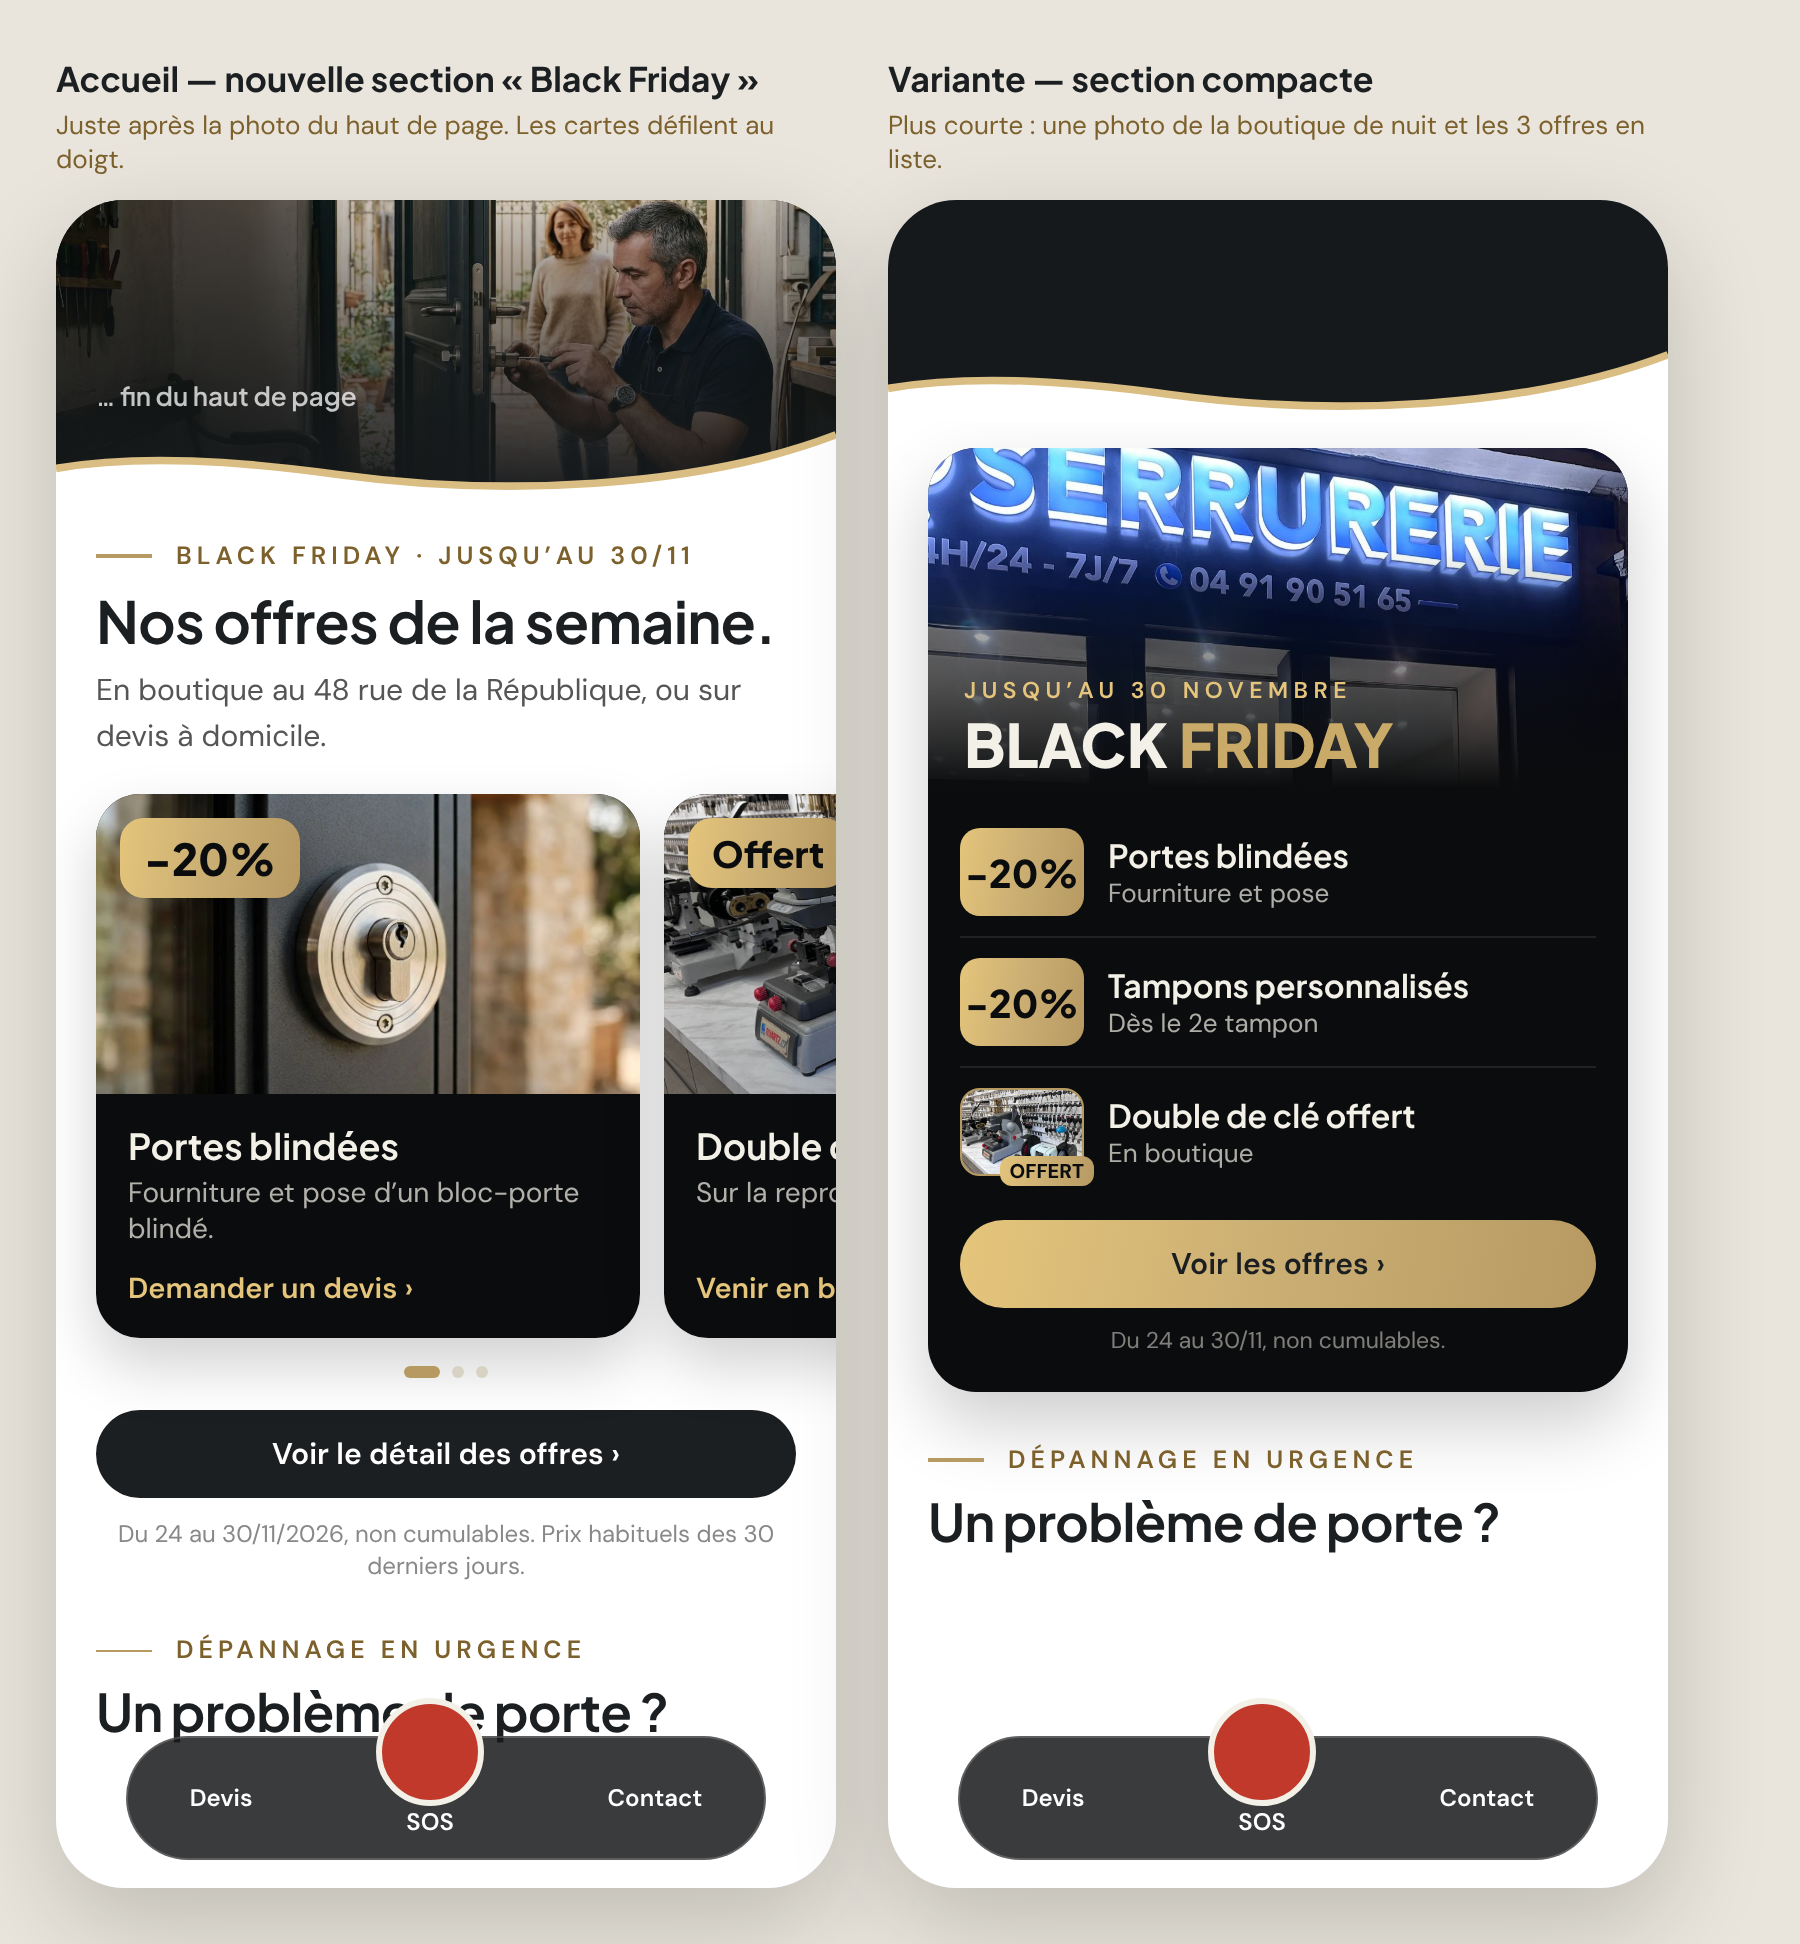 Accueil — nouvelle section « Black Friday »
Juste après la photo du haut de page. Les cartes défilent au
doigt.
... fin du haut de page
BLACK FRIDAY · JUSQU’AU 30/11
Nos offres de la semaine.
En boutique au 48 rue de la République, ou sur
devis à domicile.
-20%
Portes blindées
Fourniture et pose d’un bloc-porte
blindé.
Demander un devis ›
Offert
Double
Sur la repro
Venir en b
Voir le détail des offres ›
Du 24 au 30/11/2026, non cumulables. Prix habituels des 30
derniers jours.
DÉPANNAGE EN URGENCE
Un problème de porte ?
Devis
SOS
Contact
Variante — section compacte
Plus courte : une photo de la boutique de nuit et les 3 offres en
liste.
SERRURERIE
4H/24 - 7J/7 04 91 90 51 65
JUSQU’AU 30 NOVEMBRE
BLACK FRIDAY
-20%
Portes blindées
Fourniture et pose
-20%
Tampons personnalisés
Dès le 2e tampon
OFFERT
Double de clé offert
En boutique
Voir les offres ›
Du 24 au 30/11, non cumulables.
DÉPANNAGE EN URGENCE
Un problème de porte ?
Devis
SOS
Contact